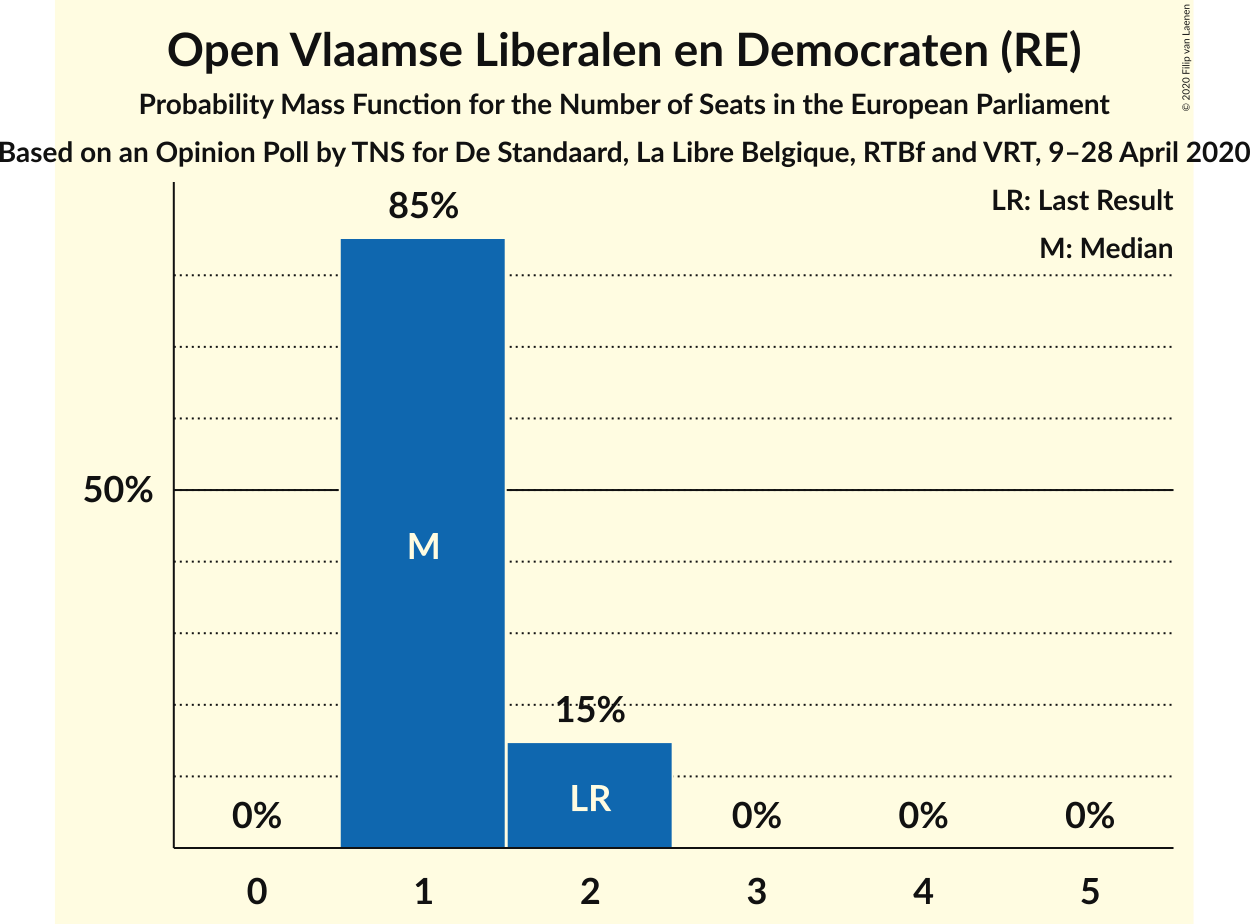 Open Vlaamse Liberalen en Democraten (RE)
Probability Mass Function for the Number of Seats in the European Parliament
Based on an Opinion Poll by TNS for De Standaard, La Libre Belgique, RTBf and VRT, 9–28 April 2020
© 2020 Filip van Laenen
LR: Last Result
M: Median
85%
50%
M
15%
LR
0%
0%
0%
0%
0
1
2
3
4
5